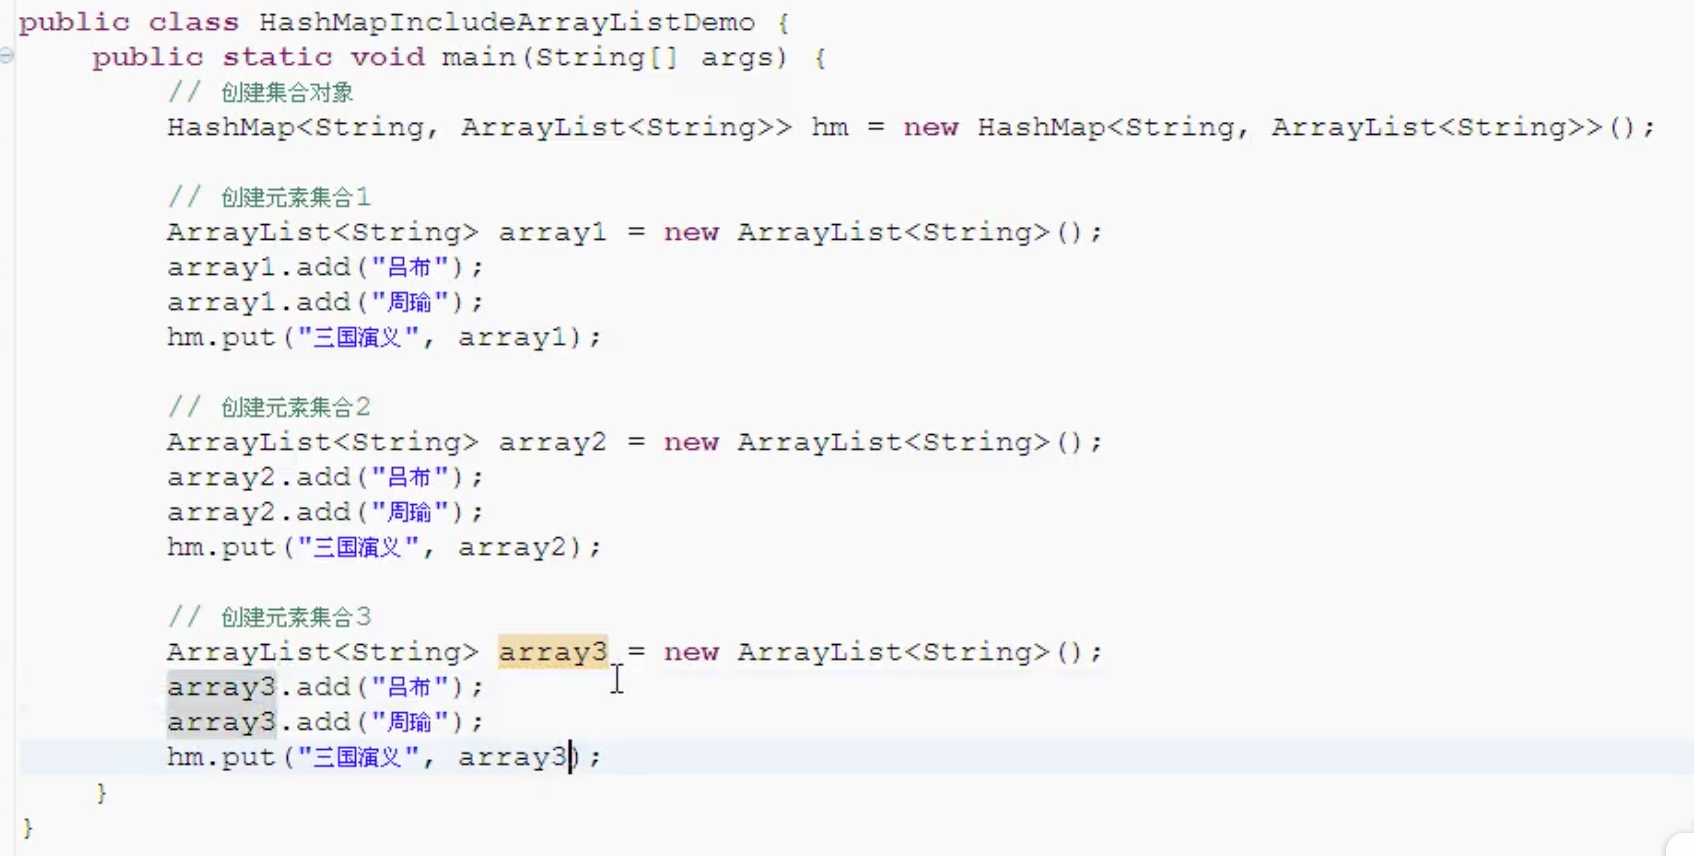 public class HashMapIncludeArrayListDemo {
public static void main(String[] args) {
// 创建集合对象
HashMap<String, ArrayList<String>> hm = new HashMap<String, ArrayList<String>>();
// 创建元素集合1
ArrayList<String> array1 = new ArrayList<String>();
array1.add("吕布");
array1.add("周瑜");
hm.put("三国演义", array1);
// 创建元素集合2
ArrayList<String> array2 = new ArrayList<String>();
array2.add("吕布");
array2.add("周瑜");
hm.put("三国演义", array2);
// 创建元素集合3
ArrayList<String> array3 = new ArrayList<String>();
array3.add("吕布");
array3.add("周瑜");
hm.put("三国演义", array3);
}
}